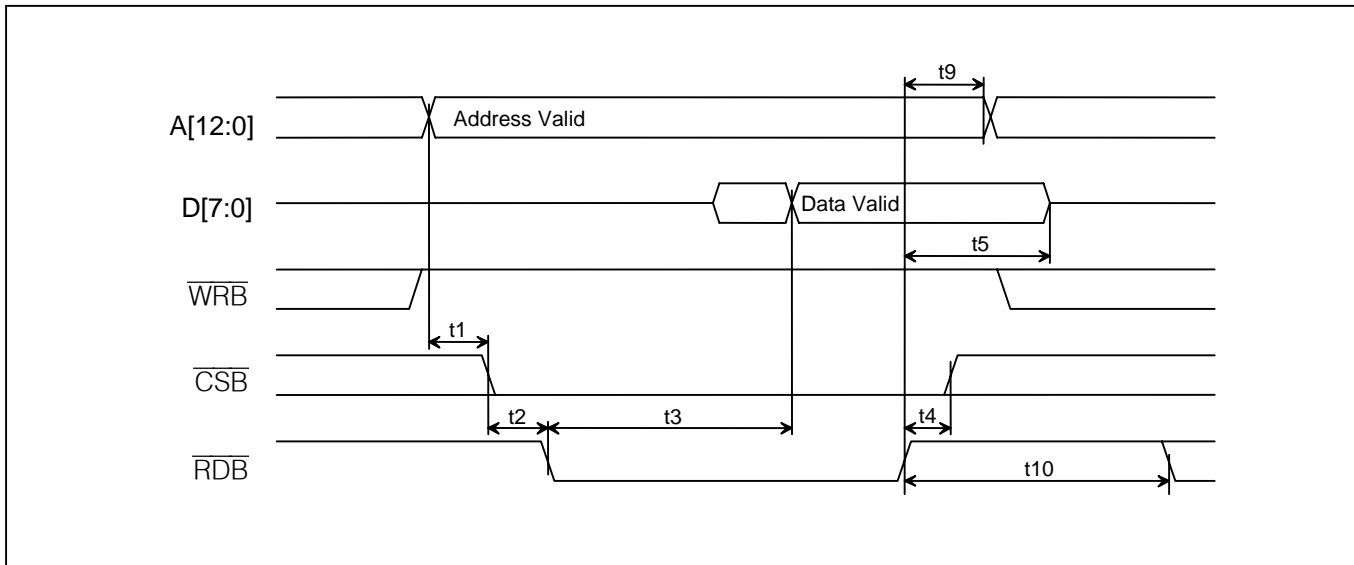 t9
A[12:0]
Address Valid
D[7:0]
Data Valid
t5
WRB
t1
CSB
t2
t3
t4
RDB
t10